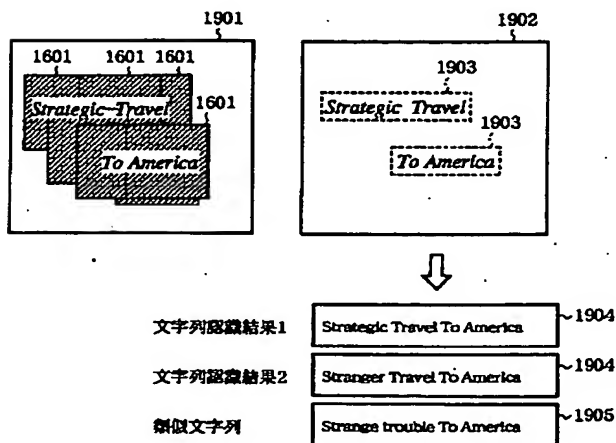 1901
1902
1601 1601 1601
1601
1903
Strategic Travel
Strategic Travel
1903
To America
To America
文字列認識結果1 Strategic Travel To America 1904
文字列認識結果2 Stranger Travel To America 1904
類似文字列 Strange trouble To America 1905